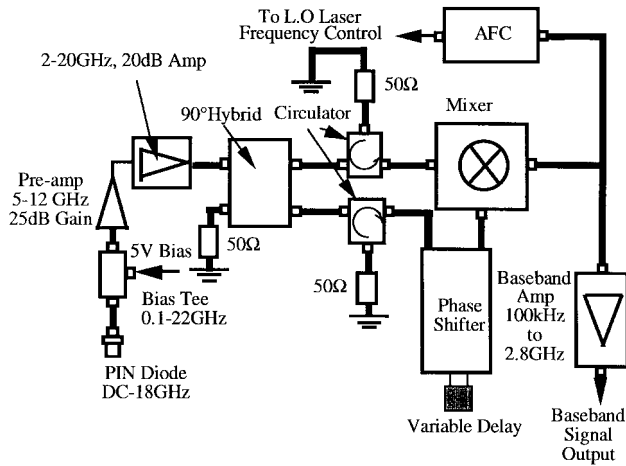 To L.O Laser
Frequency Control
AFC
2-20GHz, 20dB Amp
50Ω
90°Hybrid
Circulator
Mixer
Pre-amp
5-12 GHz
25dB Gain
50Ω
5V Bias
Bias Tee
0.1-22GHz
50Ω
Phase
Shifter
Baseband
Amp
100kHz
to
2.8GHz
PIN Diode
DC-18GHz
Variable Delay
Baseband
Signal
Output